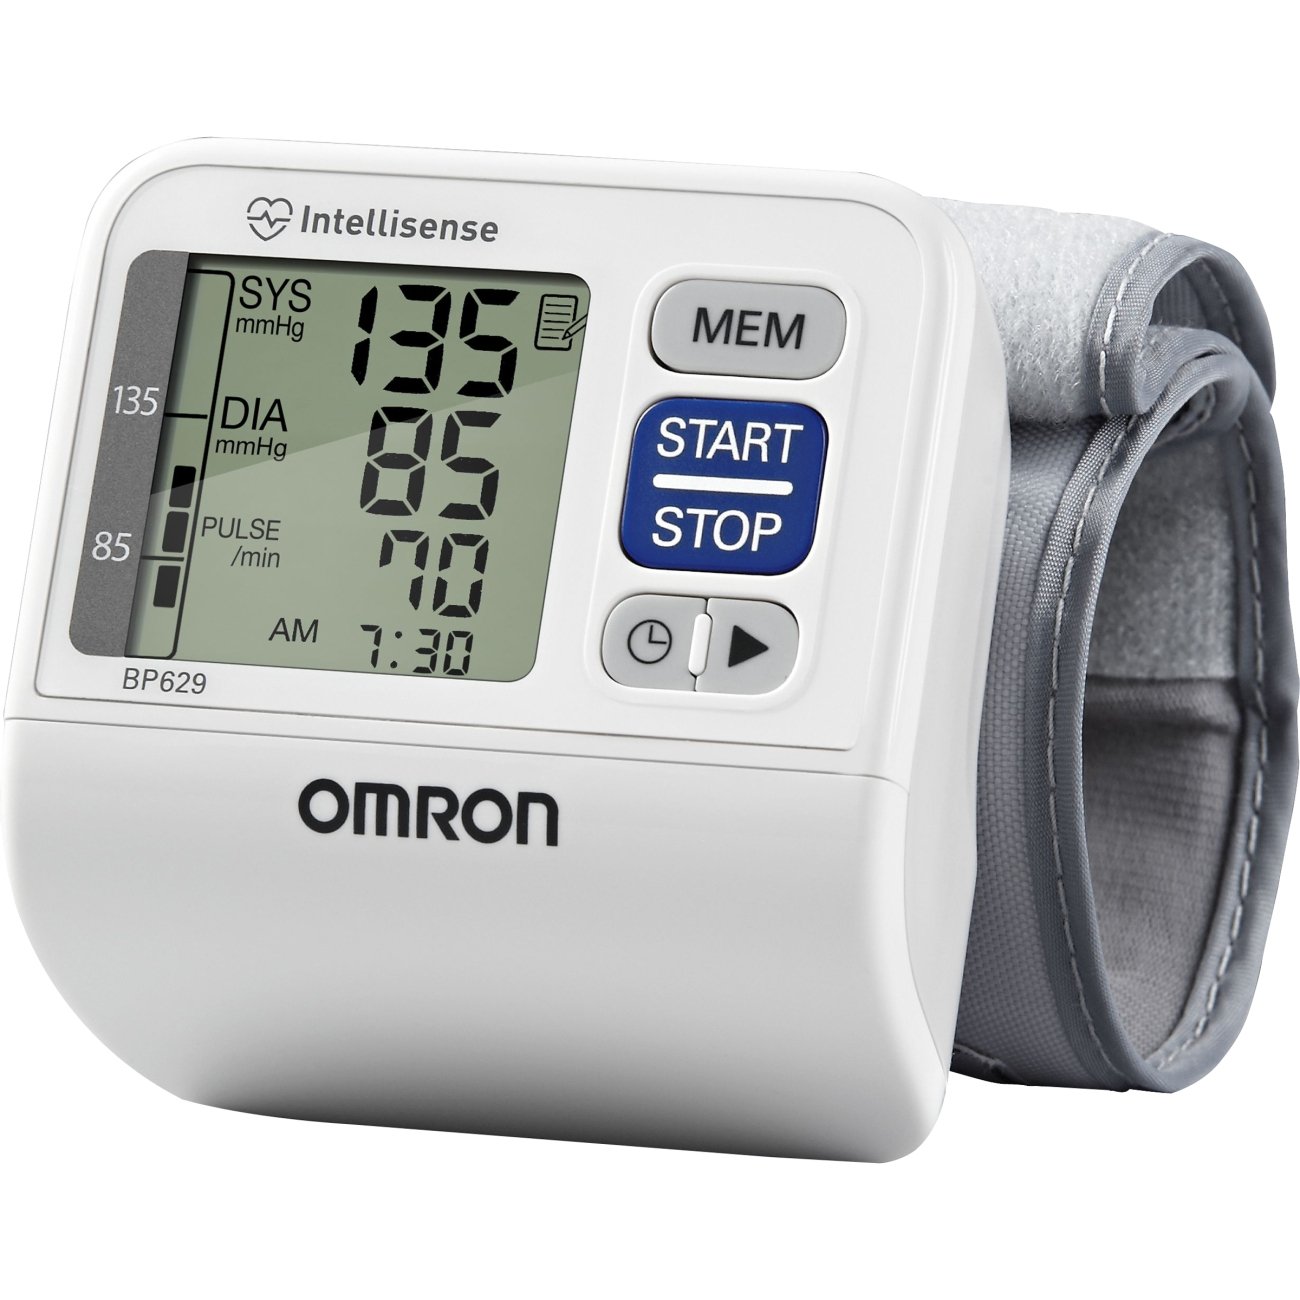 Intellisense
SYS
mmHg
135
135
DIA
mmHg
85
85
PULSE
/min
70
AM 7:30
BP629
MEM
START
STOP
OMRON